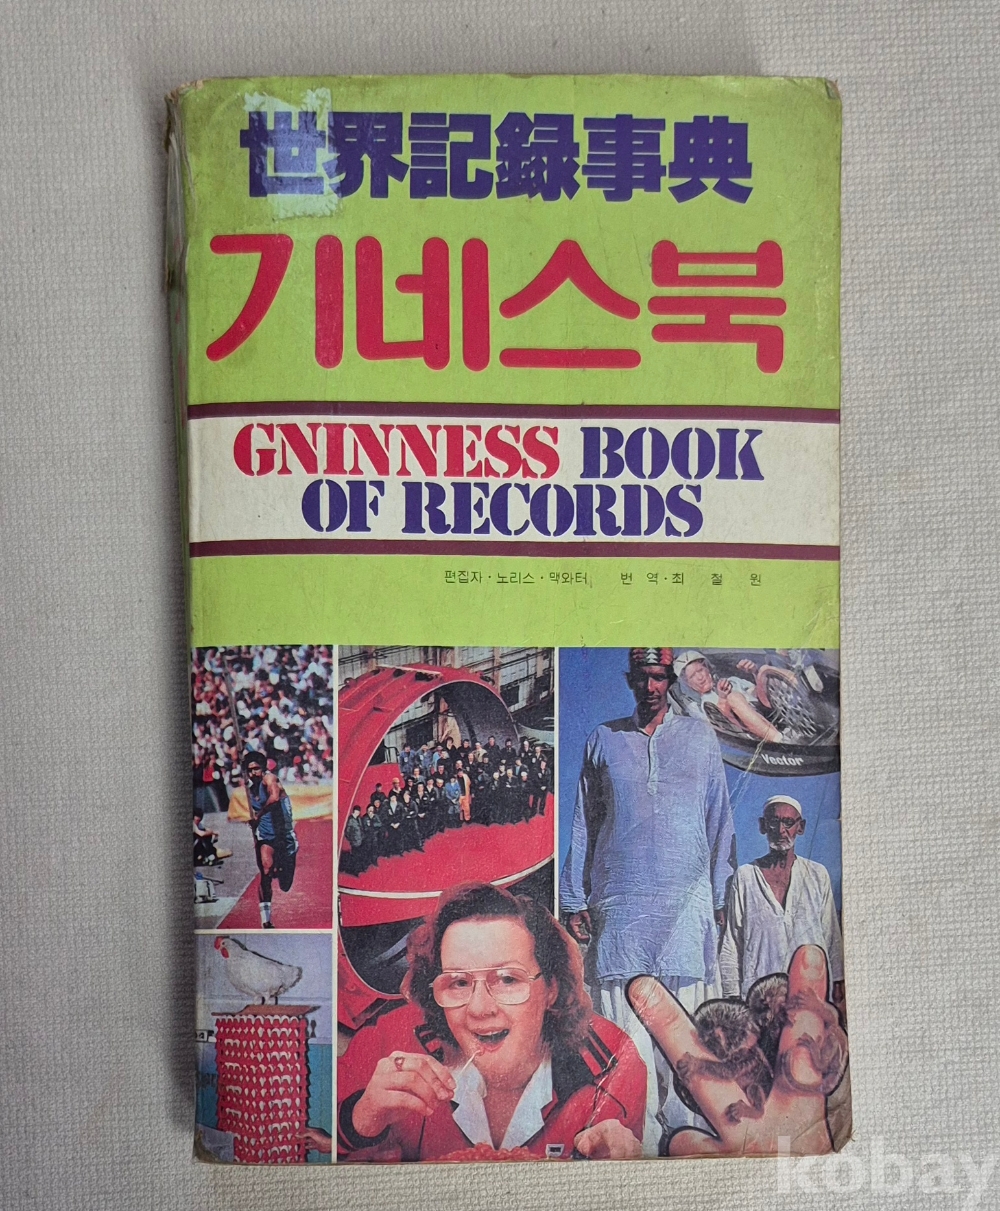 世界記録事典
기네스북
GNINNESS BOOK
OF RECORDS
편집자·노리스·맥와터 번 역·최 철 원
Vector
kobay